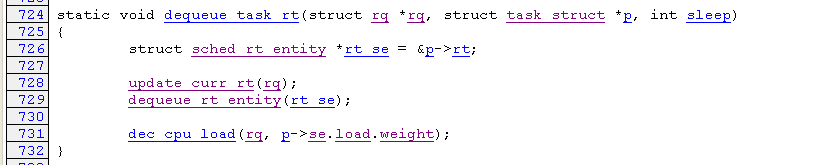 724 static void dequeue_task_rt(struct rq *rq, struct task_struct *p, int sleep)
725 {
726         struct sched_rt_entity *rt_se = &p->rt;
727
728         update_curr_rt(rq);
729         dequeue_rt_entity(rt_se);
730
731         dec_cpu_load(rq, p->se.load.weight);
732 }